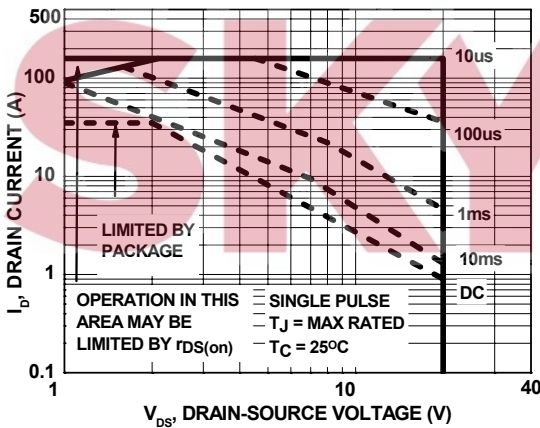 500
10us
100
100us
10
LIMITED BY
PACKAGE
1ms
10ms
1
DC
OPERATION IN THIS
AREA MAY BE
LIMITED BY rDS(on)
SINGLE PULSE
TJ = MAX RATED
TC = 25OC
0.1
1
10
40
ID, DRAIN CURRENT (A)
VDS, DRAIN-SOURCE VOLTAGE (V)
SKY